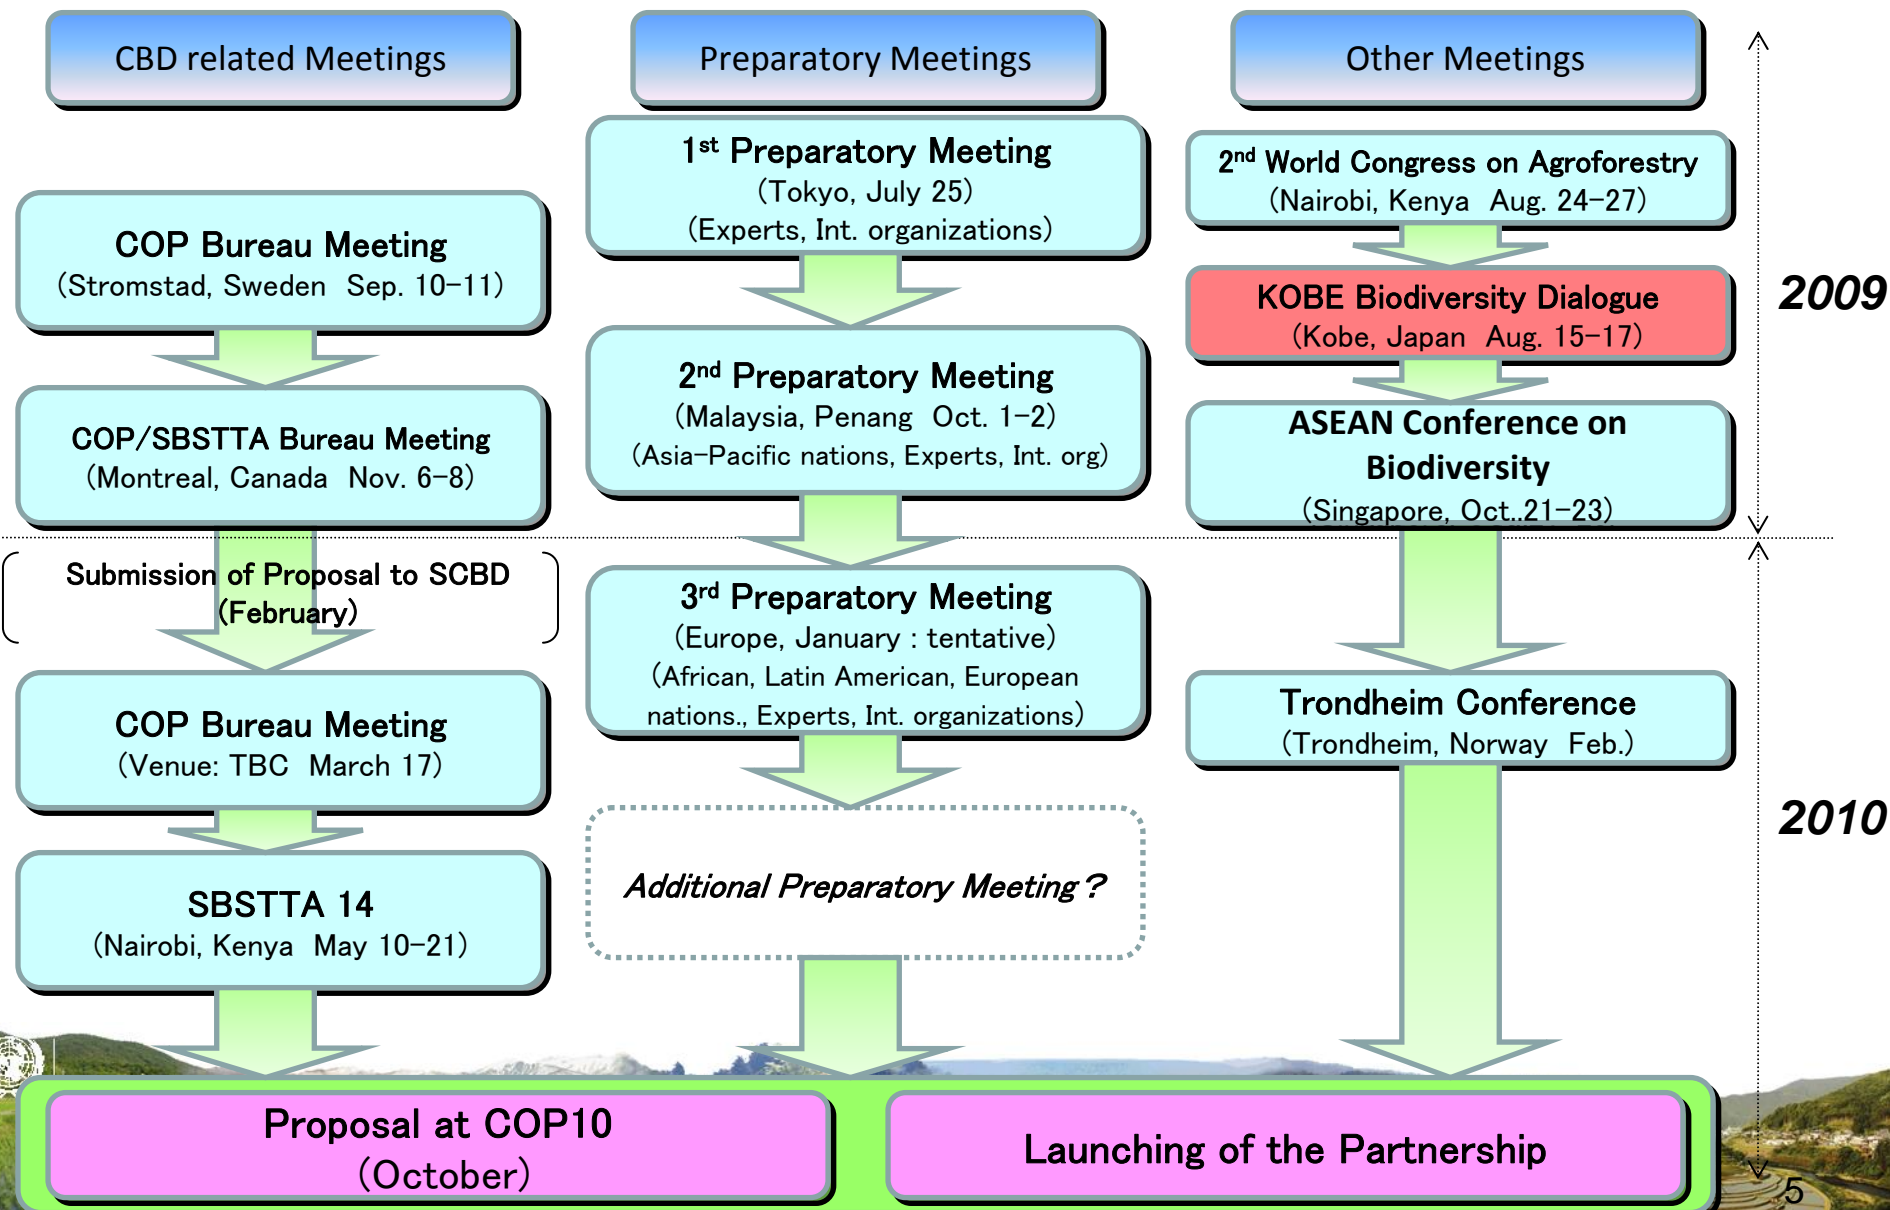 CBD related Meetings
COP Bureau Meeting
(Stromstad, Sweden Sep. 10-11)
COP/SBSTTA Bureau Meeting
(Montreal, Canada Nov. 6-8)
Submission of Proposal to SCBD
(February)
COP Bureau Meeting
(Venue: TBC March 17)
SBSTTA 14
(Nairobi, Kenya May 10-21)
Preparatory Meetings
1st Preparatory Meeting
(Tokyo, July 25)
(Experts, Int. organizations)
2nd Preparatory Meeting
(Malaysia, Penang Oct. 1-2)
(Asia-Pacific nations, Experts, Int. org)
3rd Preparatory Meeting
(Europe, January : tentative)
(African, Latin American, European
nations., Experts, Int. organizations)
Additional Preparatory Meeting?
Other Meetings
2nd World Congress on Agroforestry
(Nairobi, Kenya Aug. 24-27)
KOBE Biodiversity Dialogue
(Kobe, Japan Aug. 15-17)
ASEAN Conference on
Biodiversity
(Singapore, Oct..21-23)
Trondheim Conference
(Trondheim, Norway Feb.)
2009
2010
Proposal at COP10
(October)
Launching of the Partnership
5